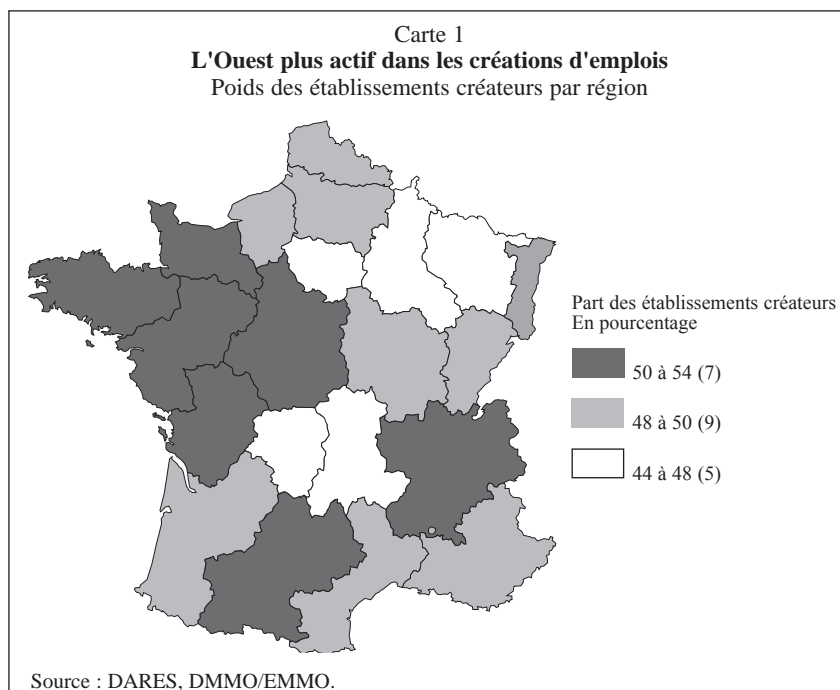 Carte 1
L'Ouest plus actif dans les créations d'emplois
Poids des établissements créateurs par région
Part des établissements créateurs
En pourcentage
50 à 54 (7)
48 à 50 (9)
44 à 48 (5)
Source : DARES, DMMO/EMMO.